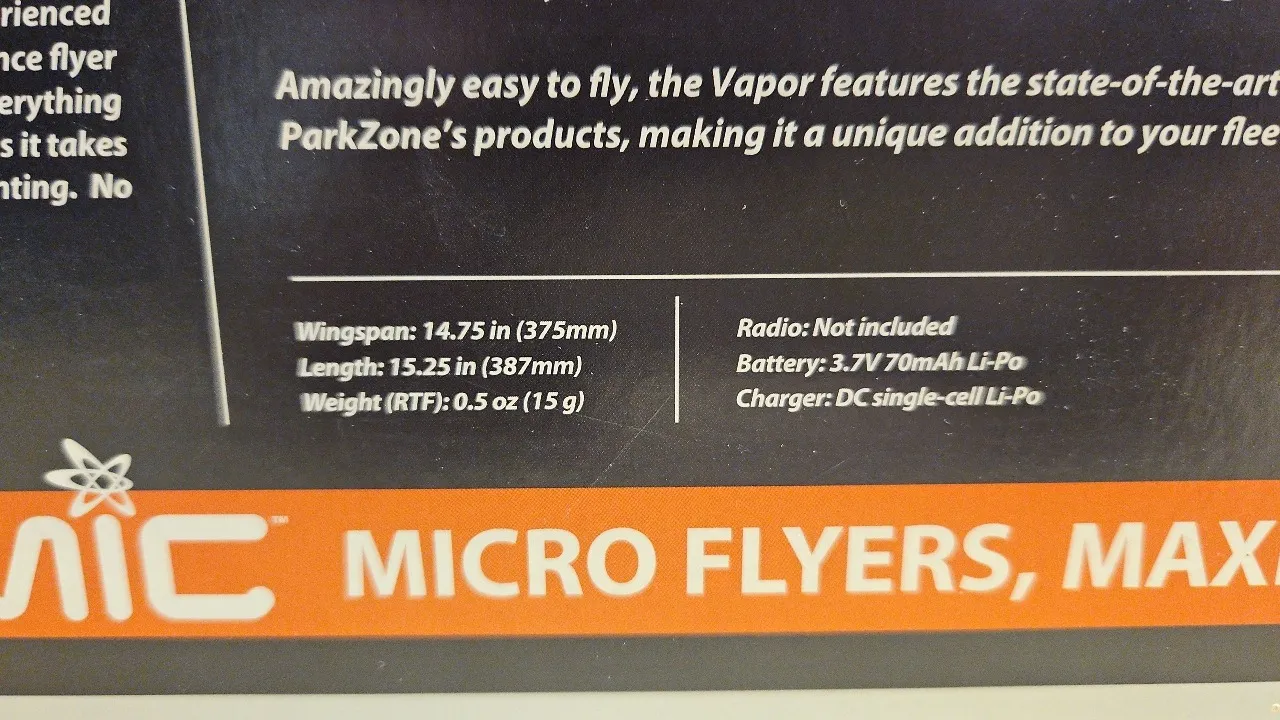 rienced
nce flyer
erything
s it takes
nting. No
Amazingly easy to fly, the Vapor features the state-of-the-art
ParkZone's products, making it a unique addition to your flee
Wingspan: 14.75 in (375mm)
Length: 15.25 in (387mm)
Weight (RTF): 0.5 oz (15 g)
Radio: Not included
Battery: 3.7V 70mAh Li-Po
Charger: DC single-cell Li-Po
MIC™ MICRO FLYERS, MAX